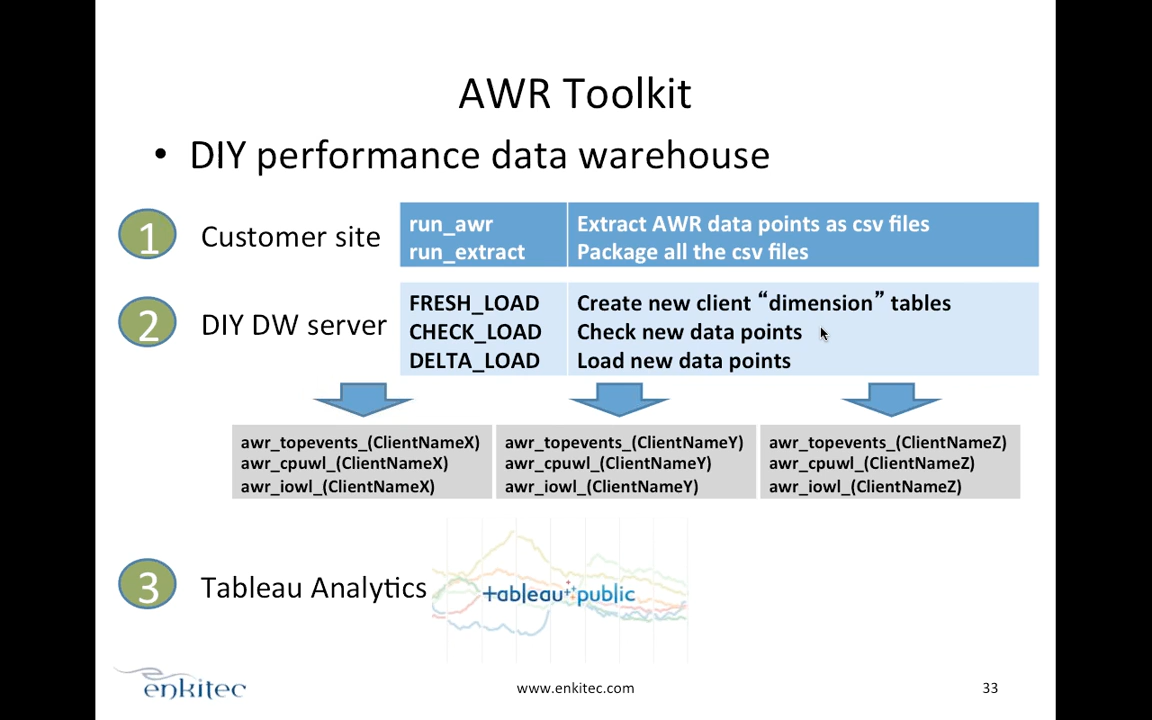 AWR Toolkit
• DIY performance data warehouse
1 Customer site
run_awr Extract AWR data points as csv files
run_extract Package all the csv files
2 DIY DW server
FRESH_LOAD Create new client “dimension” tables
CHECK_LOAD Check new data points
DELTA_LOAD Load new data points
awr_topevents_(ClientNameX) awr_topevents_(ClientNameY) awr_topevents_(ClientNameZ)
awr_cpuwl_(ClientNameX) awr_cpuwl_(ClientNameY) awr_cpuwl_(ClientNameZ)
awr_iowl_(ClientNameX) awr_iowl_(ClientNameY) awr_iowl_(ClientNameZ)
3 Tableau Analytics
tableau public
enkitec www.enkitec.com 33